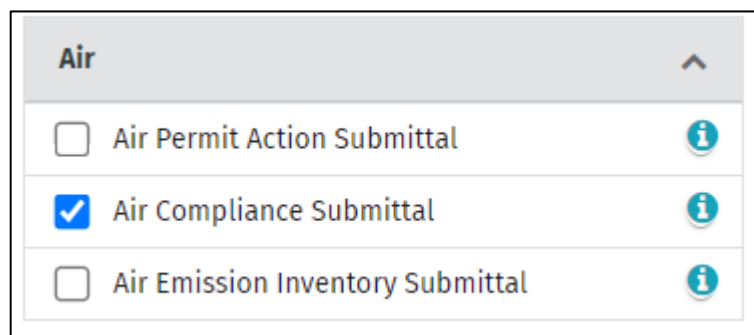 Air
Air Permit Action Submittal
Air Compliance Submittal
Air Emission Inventory Submittal